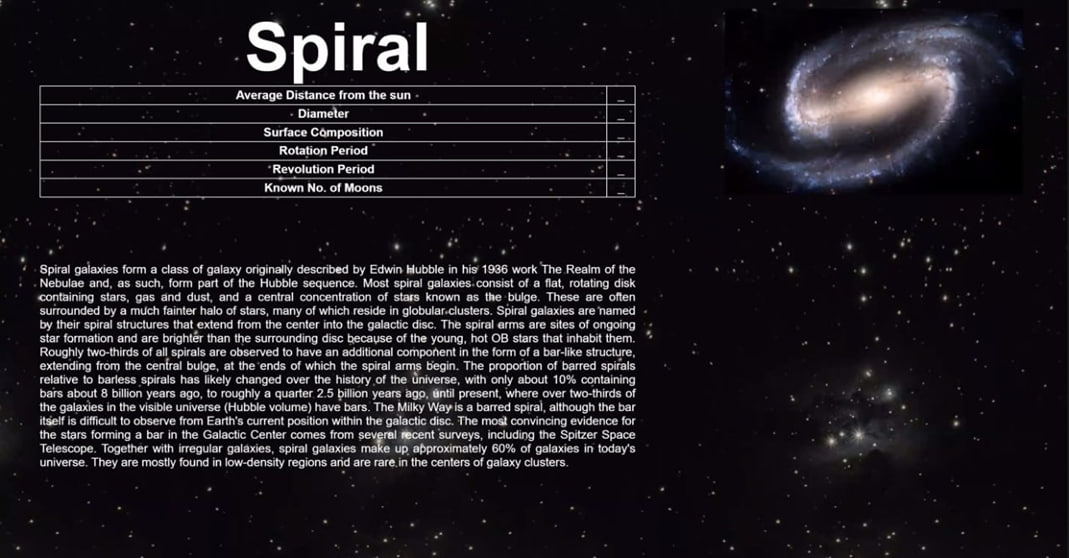 Spiral
Average Distance from the sun _
Diameter _
Surface Composition _
Rotation Period _
Revolution Period _
Known No. of Moons _
Spiral galaxies form a class of galaxy originally described by Edwin Hubble in his 1936 work The Realm of the
Nebulae and, as such, form part of the Hubble sequence. Most spiral galaxies consist of a flat, rotating disk
containing stars, gas and dust, and a central concentration of stars known as the bulge. These are often
surrounded by a much fainter halo of stars, many of which reside in globular clusters. Spiral galaxies are named
by their spiral structures that extend from the center into the galactic disc. The spiral arms are sites of ongoing
star formation and are brighter than the surrounding disc because of the young, hot OB stars that inhabit them.
Roughly two-thirds of all spirals are observed to have an additional component in the form of a bar-like structure,
extending from the central bulge, at the ends of which the spiral arms begin. The proportion of barred spirals
relative to barless spirals has likely changed over the history of the universe, with only about 10% containing
bars about 8 billion years ago, to roughly a quarter 2.5 billion years ago, until present, where over two-thirds of
the galaxies in the visible universe (Hubble volume) have bars. The Milky Way is a barred spiral, although the bar
itself is difficult to observe from Earth's current position within the galactic disc. The most convincing evidence for
the stars forming a bar in the Galactic Center comes from several recent surveys, including the Spitzer Space
Telescope. Together with irregular galaxies, spiral galaxies make up approximately 60% of galaxies in today's
universe. They are mostly found in low-density regions and are rare in the centers of galaxy clusters.